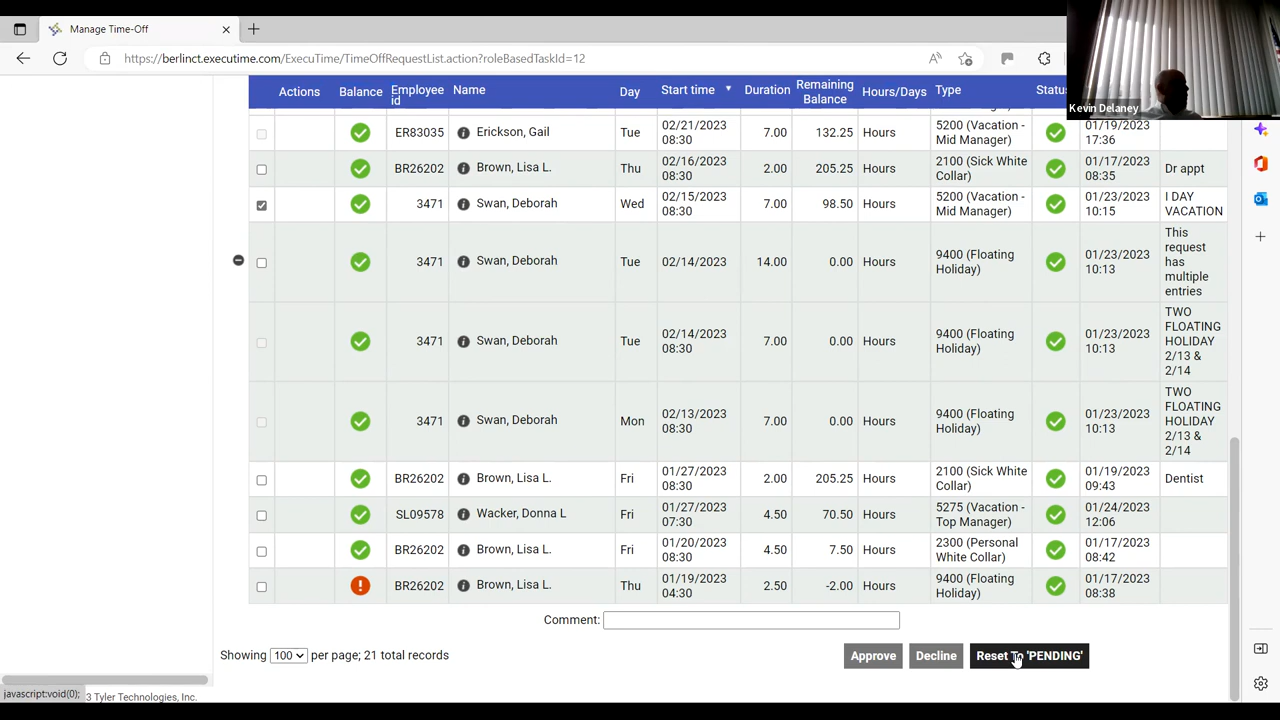 Manage Time-Off
https://berlinct.executime.com/ExecuTime/TimeOffRequestList.action?roleBasedTaskId=12
Kevin Delaney
Actions Balance Employee id Name Day Start time Duration Remaining Balance Hours/Days Type Status
ER83035 Erickson, Gail Tue 02/21/2023 7.00 132.25 Hours 5200 (Vacation - 01/19/2023
08:30 Mid Manager) 17:36
BR26202 Brown, Lisa L. Thu 02/16/2023 2.00 205.25 Hours 2100 (Sick White 01/17/2023 Dr appt
08:30 Collar) 08:35
3471 Swan, Deborah Wed 02/15/2023 7.00 98.50 Hours 5200 (Vacation - 01/23/2023 I DAY
08:30 Mid Manager) 10:15 VACATION
This
request
3471 Swan, Deborah Tue 02/14/2023 14.00 0.00 Hours 9400 (Floating 01/23/2023 has
Holiday) 10:13 multiple
entries
TWO
FLOATING
3471 Swan, Deborah Tue 02/14/2023 7.00 0.00 Hours 9400 (Floating 01/23/2023 HOLIDAY
08:30 Holiday) 10:13 2/13 &
2/14
TWO
FLOATING
3471 Swan, Deborah Mon 02/13/2023 7.00 0.00 Hours 9400 (Floating 01/23/2023 HOLIDAY
08:30 Holiday) 10:13 2/13 &
2/14
BR26202 Brown, Lisa L. Fri 01/27/2023 2.00 205.25 Hours 2100 (Sick White 01/19/2023 Dentist
08:30 Collar) 09:43
SL09578 Wacker, Donna L Fri 01/27/2023 4.50 70.50 Hours 5275 (Vacation - 01/24/2023
07:30 Top Manager) 12:06
BR26202 Brown, Lisa L. Fri 01/20/2023 4.50 7.50 Hours 2300 (Personal 01/17/2023
08:30 White Collar) 08:42
BR26202 Brown, Lisa L. Thu 01/19/2023 2.50 -2.00 Hours 9400 (Floating 01/17/2023
04:30 Holiday) 08:38
Comment:
Showing 100 per page; 21 total records Approve Decline Reset To 'PENDING'
javascript:void(0); 3 Tyler Technologies, Inc.